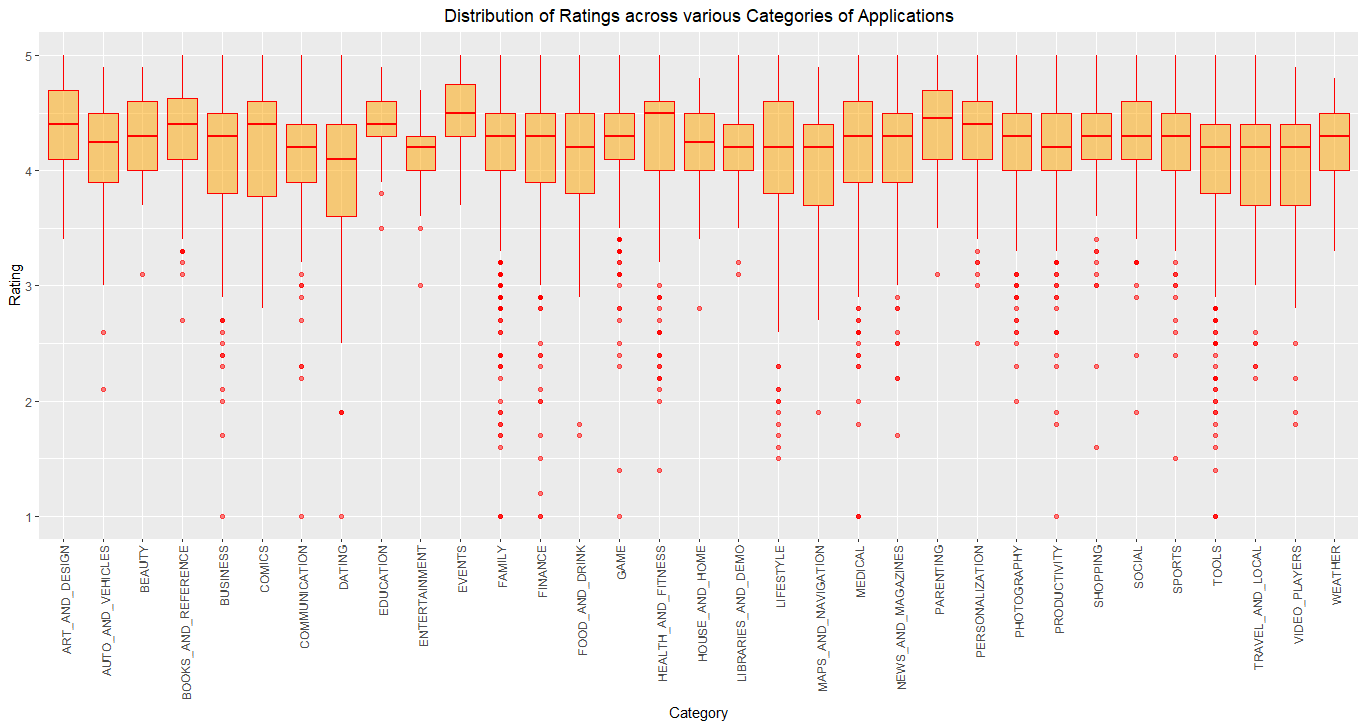 Distribution of Ratings across various Categories of Applications
Rating
5
4
3
2
1
ART_AND_DESIGN
AUTO_AND_VEHICLES
BEAUTY
BOOKS_AND_REFERENCE
BUSINESS
COMICS
COMMUNICATION
DATING
EDUCATION
ENTERTAINMENT
EVENTS
FAMILY
FINANCE
FOOD_AND_DRINK
GAME
HEALTH_AND_FITNESS
HOUSE_AND_HOME
LIBRARIES_AND_DEMO
LIFESTYLE
MAPS_AND_NAVIGATION
MEDICAL
NEWS_AND_MAGAZINES
PARENTING
PERSONALIZATION
PHOTOGRAPHY
PRODUCTIVITY
SHOPPING
SOCIAL
SPORTS
TOOLS
TRAVEL_AND_LOCAL
VIDEO_PLAYERS
WEATHER
Category